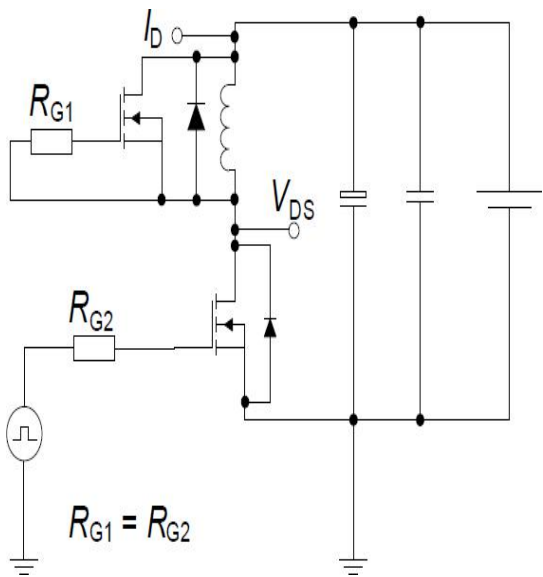 I_D
R_G1
V_DS
R_G2
R_G1 = R_G2